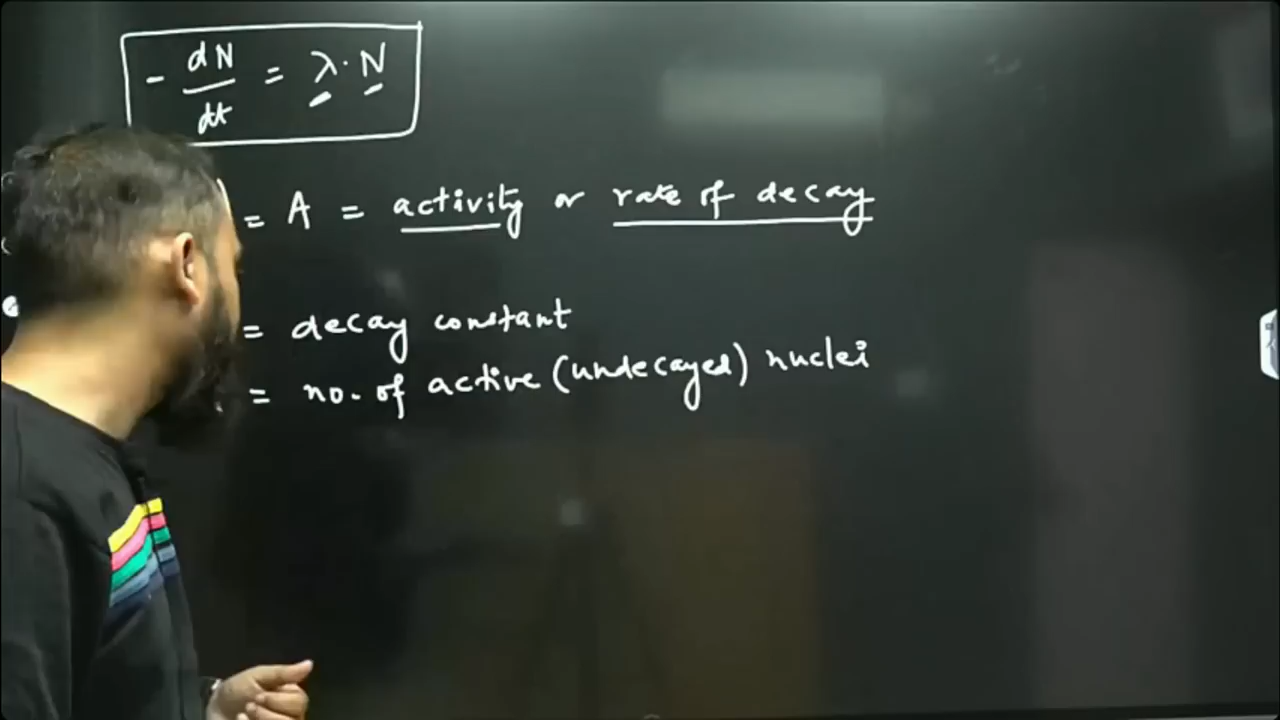 - dN/dt = λ · N
= A = activity or rate of decay
= decay constant
= no. of active (undecayed) nuclei